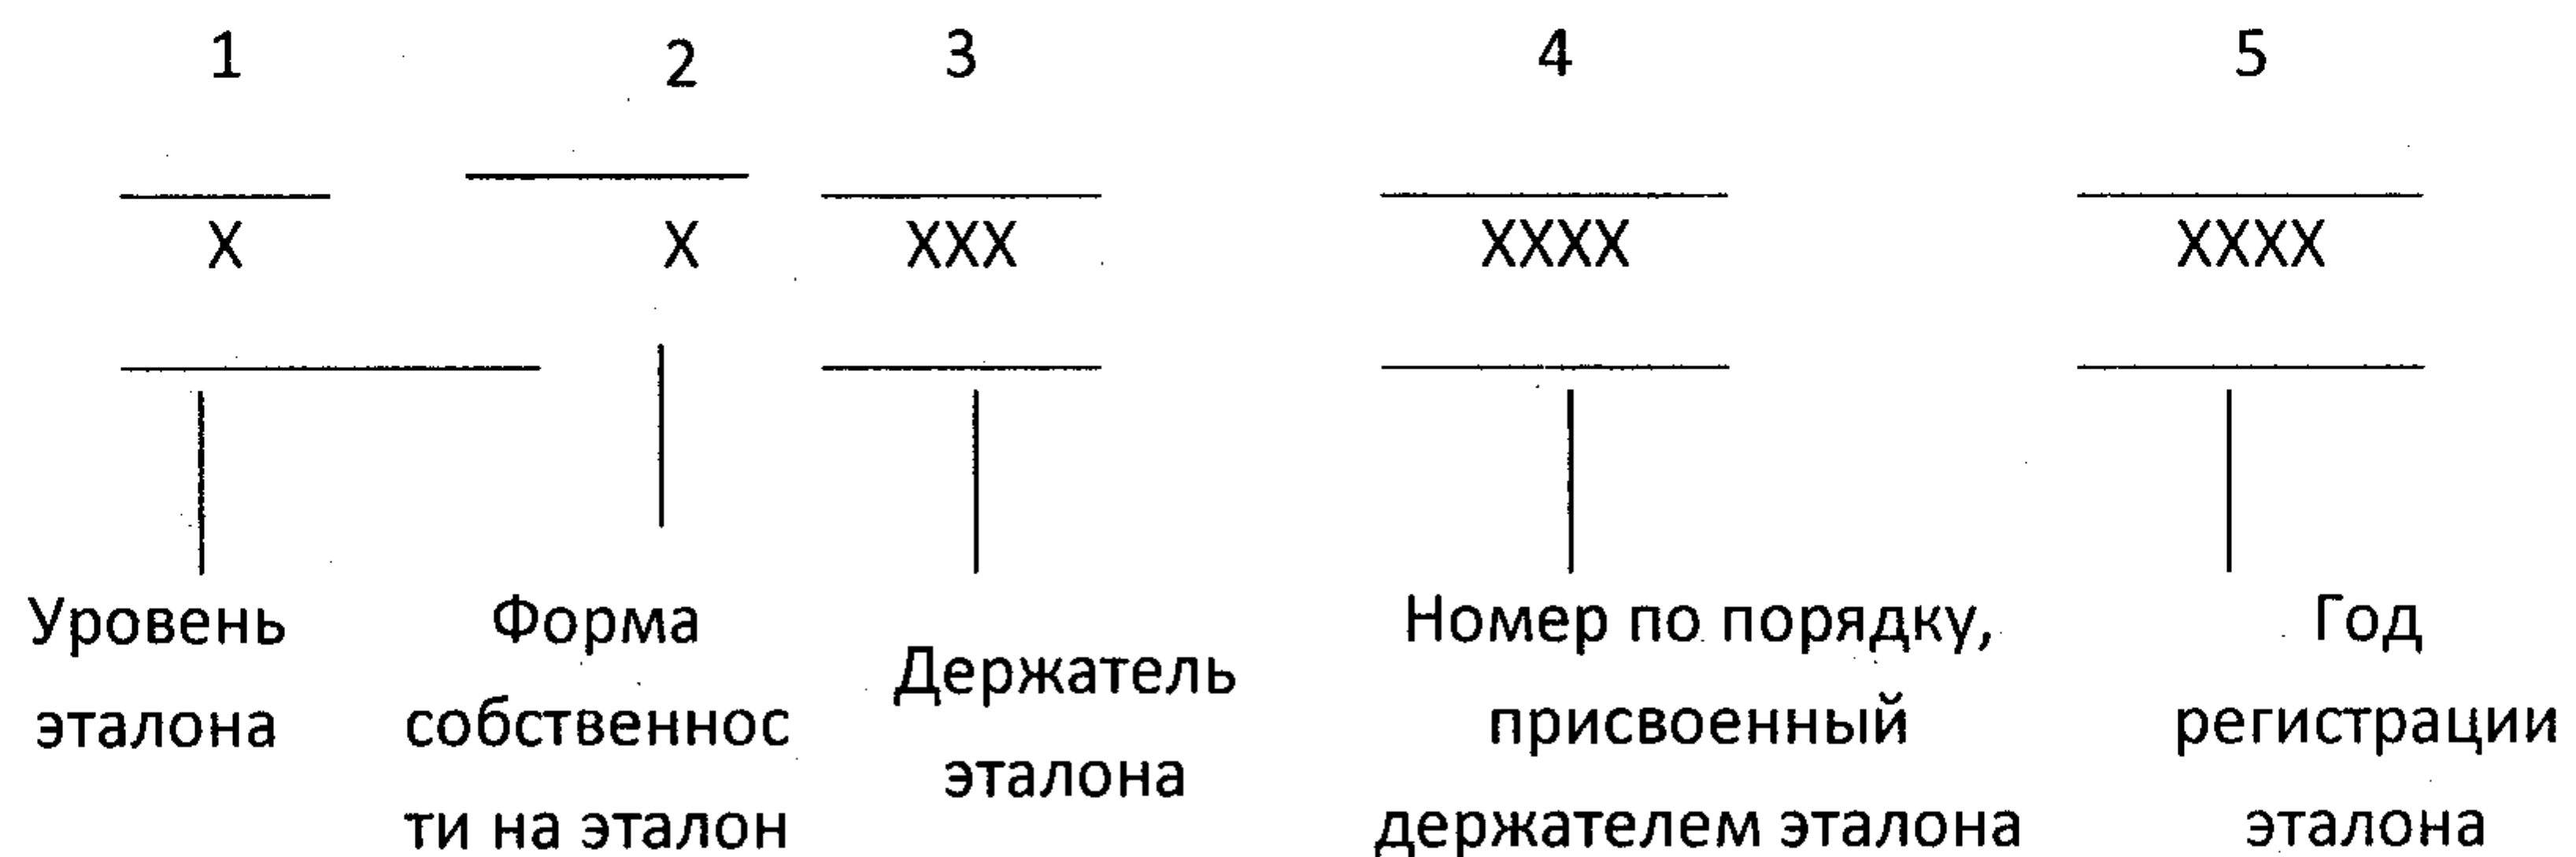 1 2 3 4 5
X X XXX XXXX XXXX
Уровень
эталона
Форма
собственнос
ти на эталон
Держатель
эталона
Номер по порядку,
присвоенный
держателем эталона
Год
регистрации
эталона